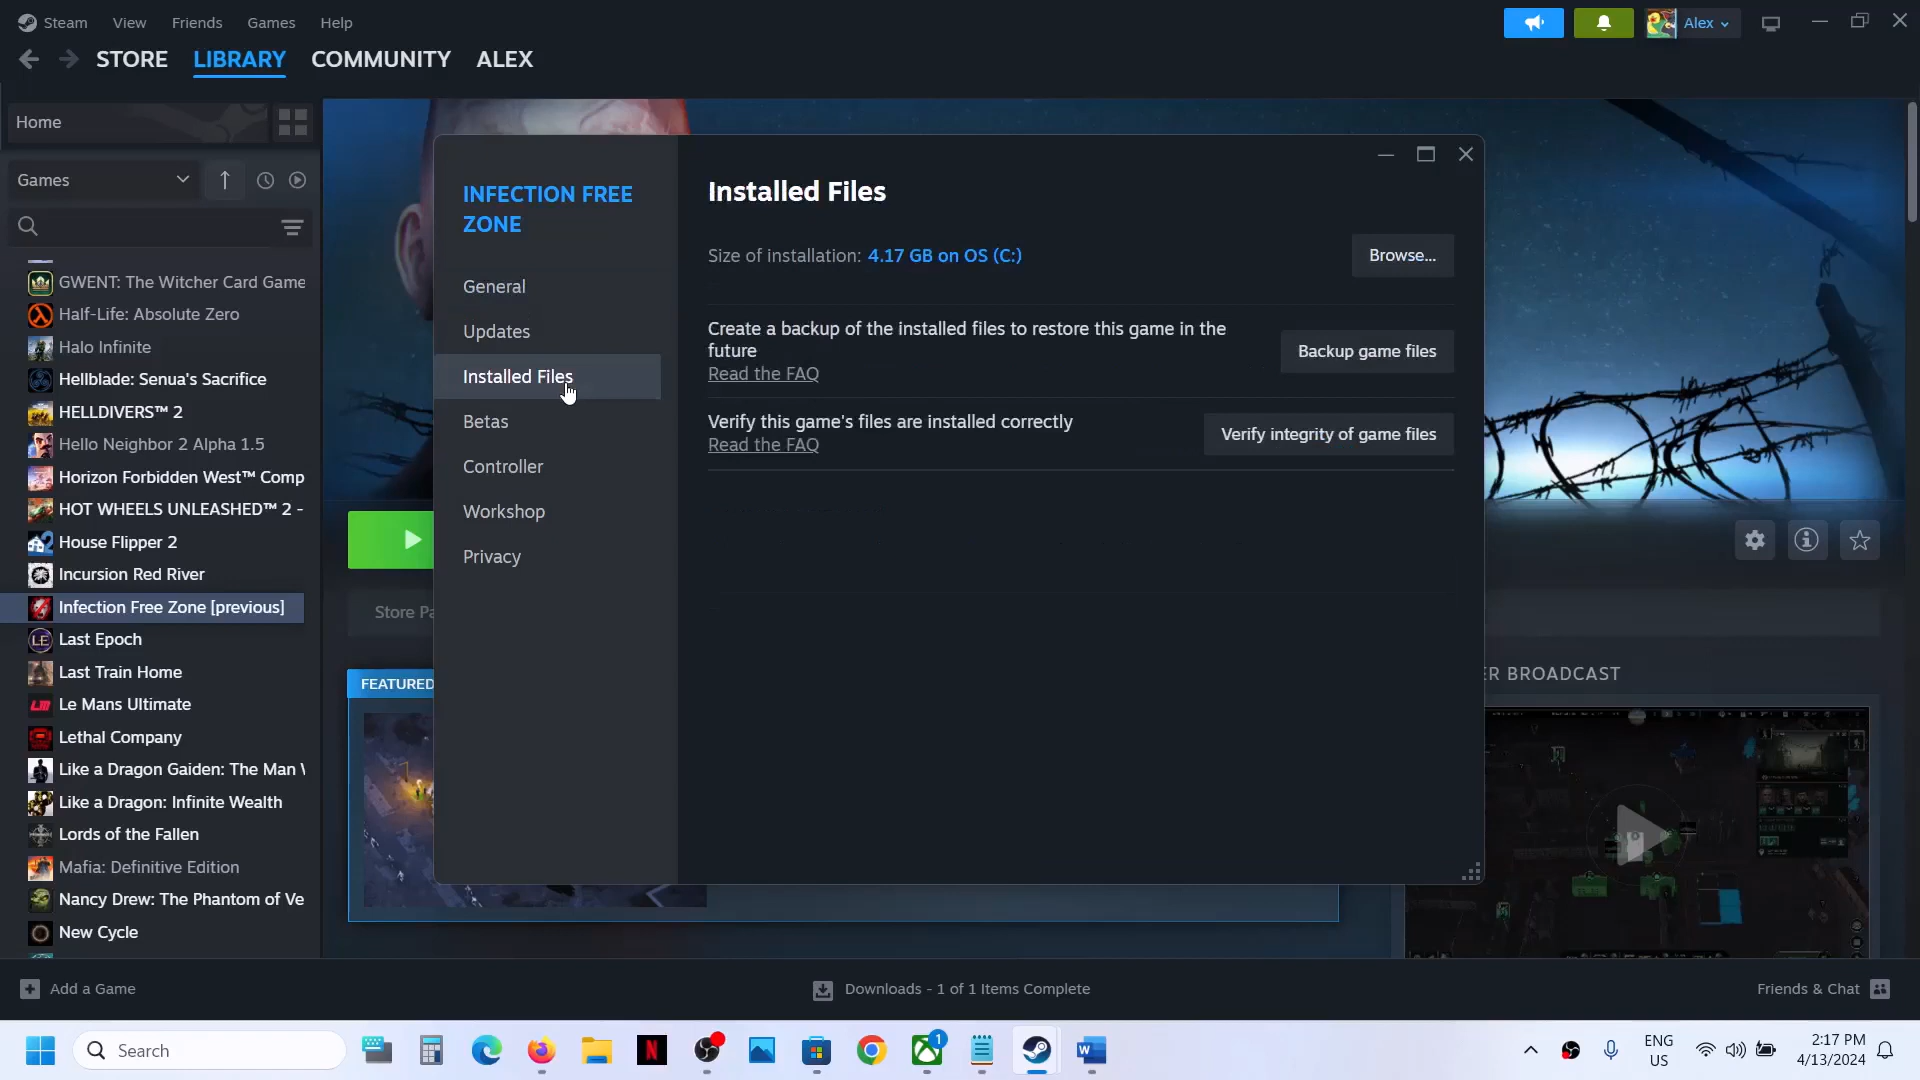 Steam View Friends Games Help
Alex
STORE LIBRARY COMMUNITY ALEX
Home
Games
GWENT: The Witcher Card Game
Half-Life: Absolute Zero
Halo Infinite
Hellblade: Senua's Sacrifice
HELLDIVERS™ 2
Hello Neighbor 2 Alpha 1.5
Horizon Forbidden West™ Comp
HOT WHEELS UNLEASHED™ 2 -
House Flipper 2
Incursion Red River
Infection Free Zone [previous]
Last Epoch
Last Train Home
Le Mans Ultimate
Lethal Company
Like a Dragon Gaiden: The Man
Like a Dragon: Infinite Wealth
Lords of the Fallen
Mafia: Definitive Edition
Nancy Drew: The Phantom of Ve
New Cycle
INFECTION FREE
ZONE
General
Updates
Installed Files
Betas
Controller
Workshop
Privacy
Installed Files
Size of installation: 4.17 GB on OS (C:)
Browse...
Create a backup of the installed files to restore this game in the
future
Read the FAQ
Backup game files
Verify this game's files are installed correctly
Read the FAQ
Verify integrity of game files
Store Pa
FEATURED
R BROADCAST
Add a Game
Downloads - 1 of 1 Items Complete
Friends & Chat
Search
1
ENG
US
2:17 PM
4/13/2024